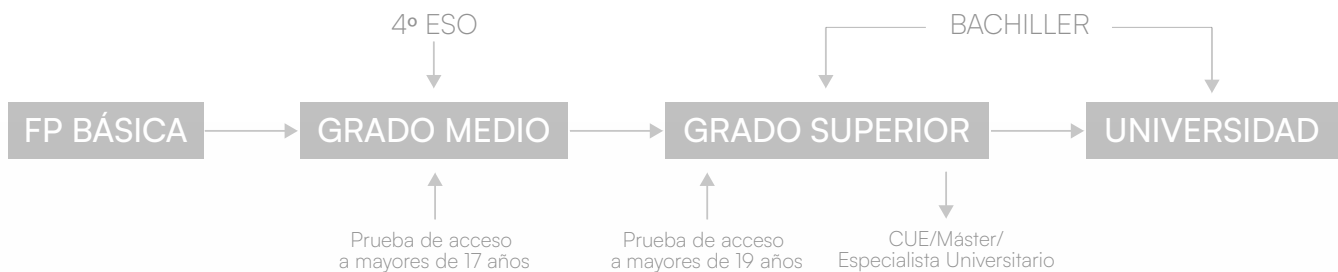 4º ESO
BACHILLER
FP BÁSICA
GRADO MEDIO
GRADO SUPERIOR
UNIVERSIDAD
Prueba de acceso
a mayores de 17 años
Prueba de acceso
a mayores de 19 años
CUE/Máster/
Especialista Universitario